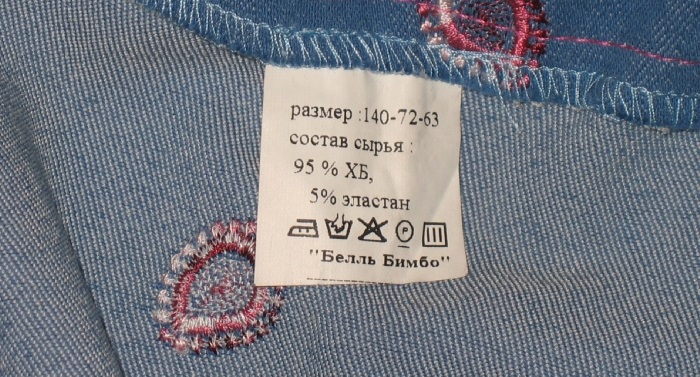 размер :140-72-63
состав сырья :
95 % ХБ,
5% эластан
P
"Белль Бимбо"